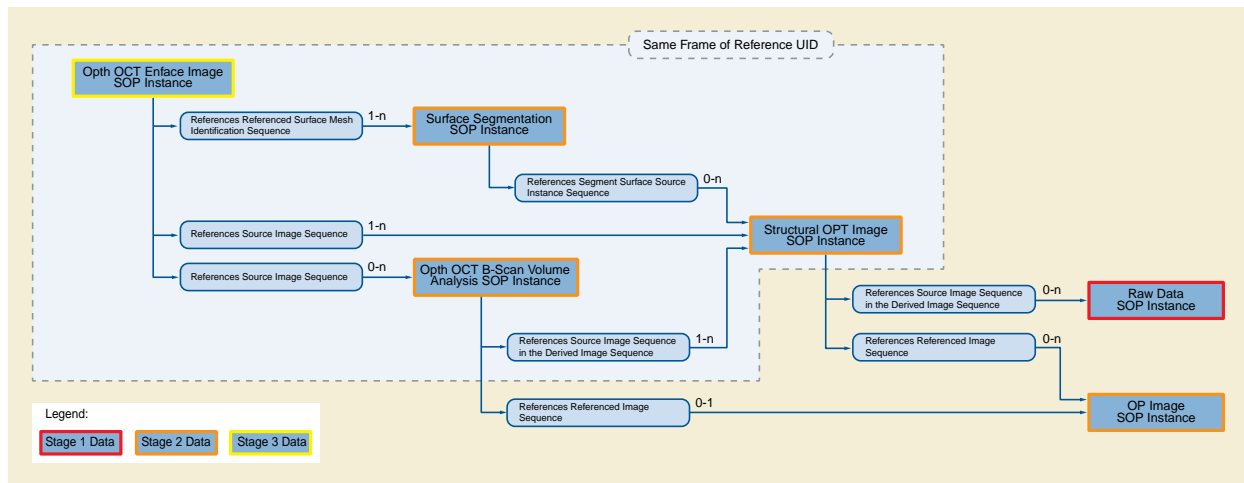 Same Frame of Reference UID
Opth OCT Enface Image
SOP Instance
References Referenced Surface Mesh
Identification Sequence
1-n
Surface Segmentation
SOP Instance
References Segment Surface Source
Instance Sequence
0-n
References Source Image Sequence
1-n
Structural OPT Image
SOP Instance
References Source Image Sequence
0-n
Opth OCT B-Scan Volume
Analysis SOP Instance
References Source Image Sequence
in the Derived Image Sequence
0-n
Raw Data
SOP Instance
References Source Image Sequence
in the Derived Image Sequence
1-n
References Referenced Image
Sequence
0-n
References Referenced Image
Sequence
0-1
OP Image
SOP Instance
Legend:
Stage 1 Data
Stage 2 Data
Stage 3 Data